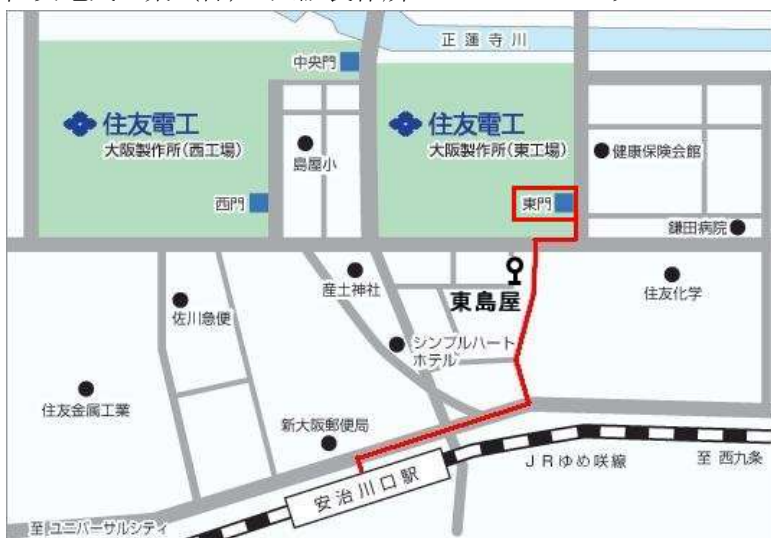 正蓮寺川
中央門
住友電工
大阪製作所(西工場)
住友電工
大阪製作所(東工場)
島屋小
健康保険会館
西門
東門
鎌田病院
産土神社
東島屋
住友化学
佐川急便
シンプルハート
ホテル
住友金属工業
新大阪郵便局
JRゆめ咲線
至 西九条
安治川口駅
至 ユニバーサルシティ